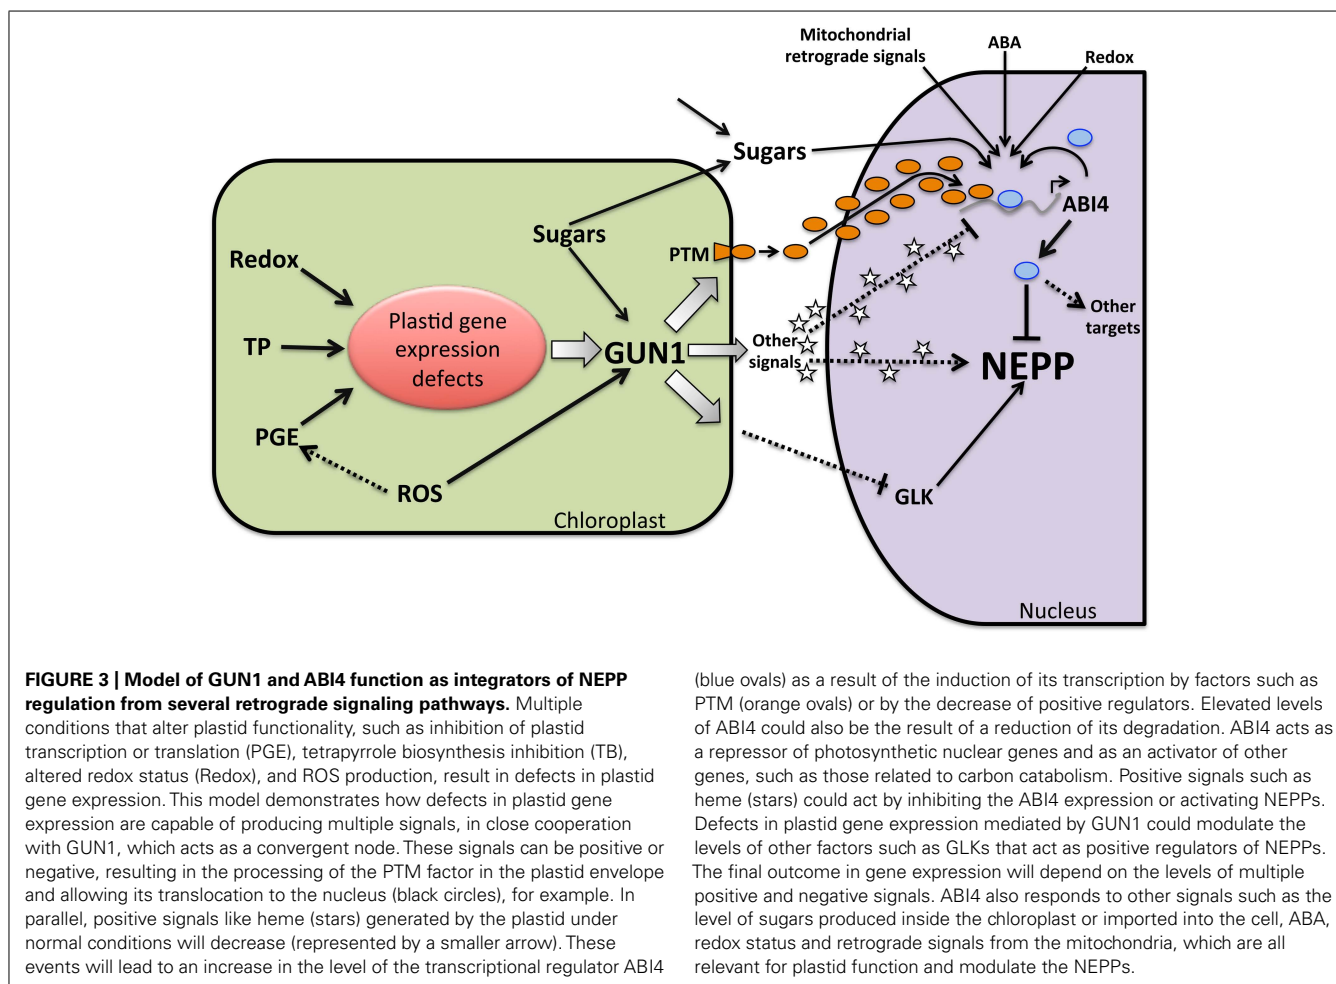 Mitochondrial
retrograde signals
ABA
Redox
Sugars
Sugars
Redox
PTM
ABI4
Plastid gene
expression
defects
TP
GUN1
Other
signals
Other
targets
NEPP
PGE
ROS
GLK
Chloroplast
Nucleus
FIGURE 3 | Model of GUN1 and ABI4 function as integrators of NEPP
regulation from several retrograde signaling pathways. Multiple
conditions that alter plastid functionality, such as inhibition of plastid
transcription or translation (PGE), tetrapyrrole biosynthesis inhibition (TB),
altered redox status (Redox), and ROS production, result in defects in plastid
gene expression. This model demonstrates how defects in plastid gene
expression are capable of producing multiple signals, in close cooperation
with GUN1, which acts as a convergent node. These signals can be positive or
negative, resulting in the processing of the PTM factor in the plastid envelope
and allowing its translocation to the nucleus (black circles), for example. In
parallel, positive signals like heme (stars) generated by the plastid under
normal conditions will decrease (represented by a smaller arrow). These
events will lead to an increase in the level of the transcriptional regulator ABI4
(blue ovals) as a result of the induction of its transcription by factors such as
PTM (orange ovals) or by the decrease of positive regulators. Elevated levels
of ABI4 could also be the result of a reduction of its degradation. ABI4 acts as
a repressor of photosynthetic nuclear genes and as an activator of other
genes, such as those related to carbon catabolism. Positive signals such as
heme (stars) could act by inhibiting the ABI4 expression or activating NEPPs.
Defects in plastid gene expression mediated by GUN1 could modulate the
levels of other factors such as GLKs that act as positive regulators of NEPPs.
The final outcome in gene expression will depend on the levels of multiple
positive and negative signals. ABI4 also responds to other signals such as the
level of sugars produced inside the chloroplast or imported into the cell, ABA,
redox status and retrograde signals from the mitochondria, which are all
relevant for plastid function and modulate the NEPPs.